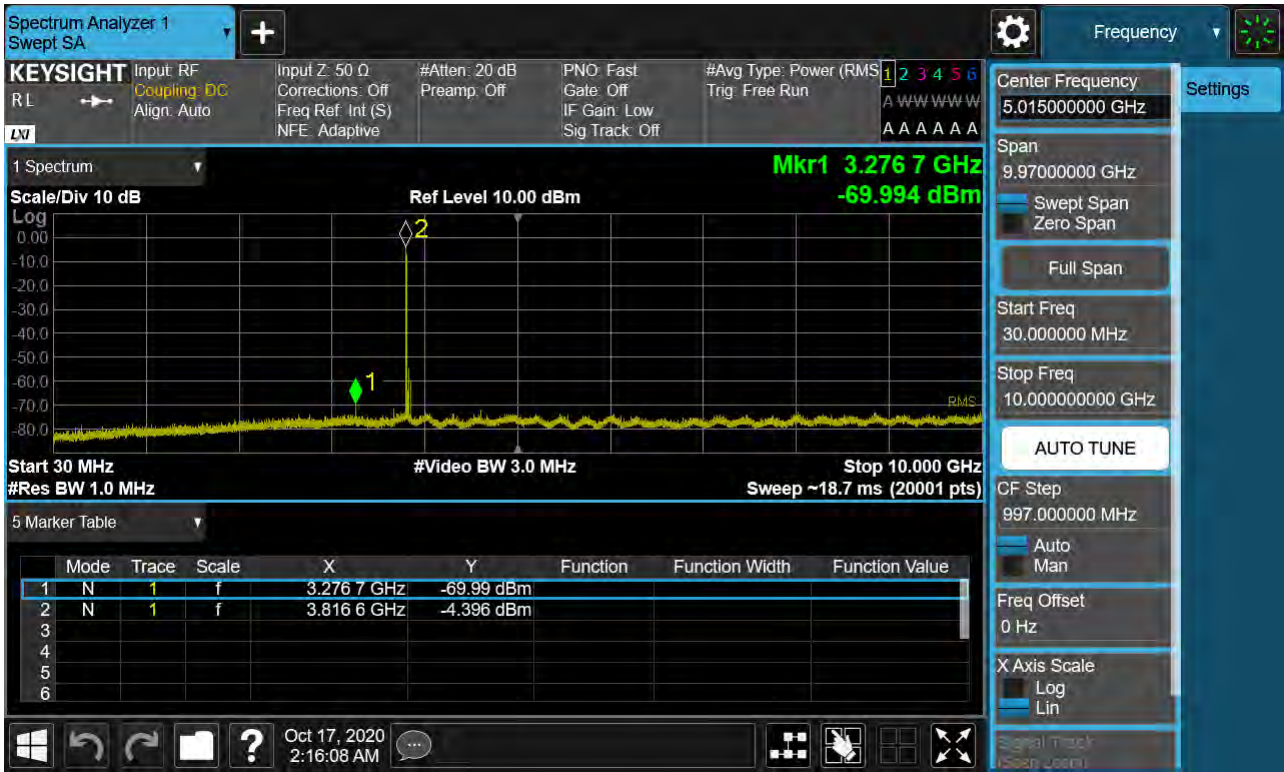 Spectrum Analyzer 1
Swept SA
+
Frequency
KEYSIGHT
RL
LXI
Input: RF
Coupling: DC
Align: Auto
Input Z: 50 Ω
Corrections: Off
Freq Ref: Int (S)
NFE: Adaptive
#Atten: 20 dB
Preamp: Off
PNO: Fast
Gate: Off
IF Gain: Low
Sig Track: Off
#Avg Type: Power (RMS
Trig: Free Run
1 2 3 4 5 6
A W W W W W
A A A A A A
1 Spectrum
Mkr1 3.276 7 GHz
-69.994 dBm
Scale/Div 10 dB
Ref Level 10.00 dBm
Log
0.00
-10.0
-20.0
-30.0
-40.0
-50.0
-60.0
-70.0
-80.0
2
1
RMS
Start 30 MHz
#Video BW 3.0 MHz
Stop 10.000 GHz
#Res BW 1.0 MHz
Sweep ~18.7 ms (20001 pts)
5 Marker Table
Mode Trace Scale X Y Function Function Width Function Value
1 N 1 f 3.276 7 GHz -69.99 dBm
2 N 1 f 3.816 6 GHz -4.396 dBm
3
4
5
6
?
Oct 17, 2020
2:16:08 AM
Center Frequency
5.015000000 GHz
Settings
Span
9.97000000 GHz
Swept Span
Zero Span
Full Span
Start Freq
30.000000 MHz
Stop Freq
10.000000000 GHz
AUTO TUNE
CF Step
997.000000 MHz
Auto
Man
Freq Offset
0 Hz
X Axis Scale
Log
Lin
Signal Track
(Span Zoom)